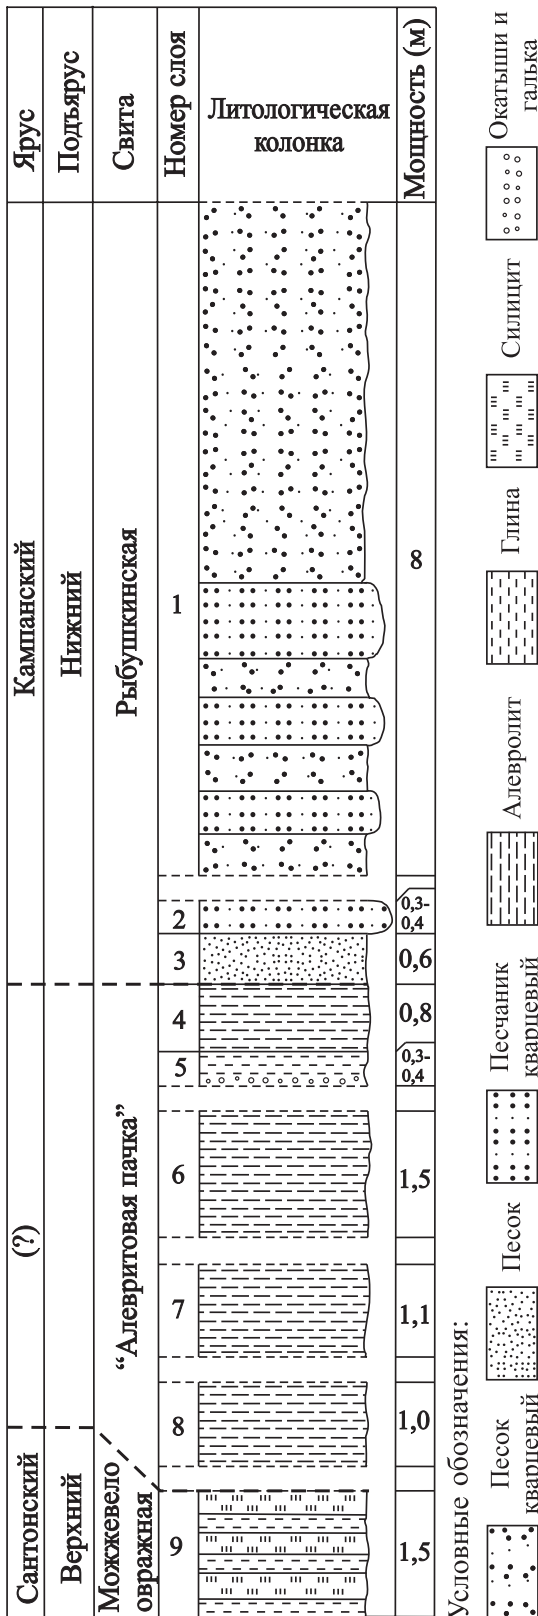 Ярус
Подъярус
Свита
Номер слоя
Литологическая
колонка
Мощность (м)
Кампанский
Нижний
Рыбушкинская
1
8
2
0,3-
0,4
3
0,6
4
0,8
5
0,3-
0,4
(?)
“Алевритовая пачка”
6
1,5
7
1,1
8
1,0
Сантонский
Верхний
Можжевело
овражная
9
1,5
Условные обозначения:
Песок
кварцевый
Песок
Песчаник
кварцевый
Алевролит
Глина
Силицит
Окатыши и
галька